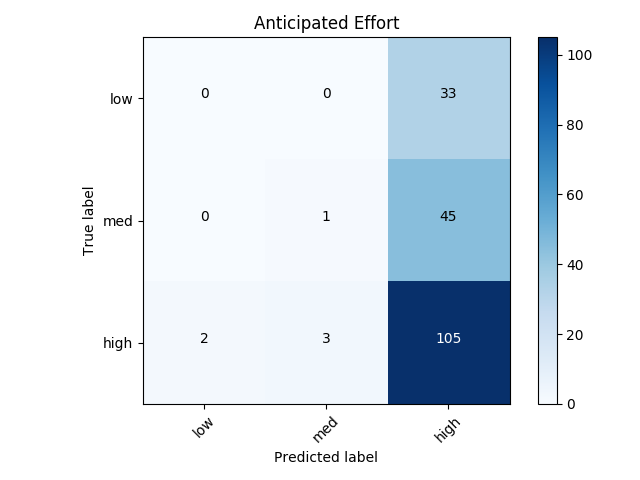 Anticipated Effort
True label
low 0 0 33
med 0 1 45
high 2 3 105
low med high
Predicted label
100
80
60
40
20
0